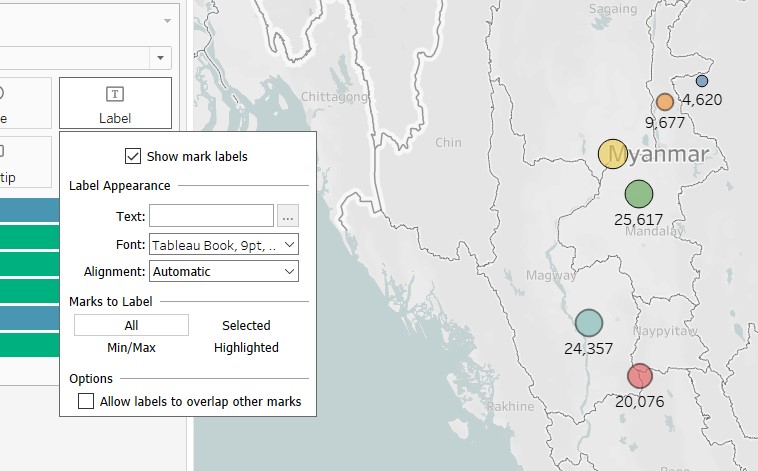 Label
e
tip
Show mark labels
Label Appearance
Text:
...
Font:
Tableau Book, 9pt, ..
Alignment:
Automatic
Marks to Label
All
Selected
Min/Max
Highlighted
Options
Allow labels to overlap other marks
Sagaing
Chittagong
4,620
9,677
Chin
Myanmar
25,617
Mandalay
Magway
Naypyitaw
24,357
20,076
Rakhine